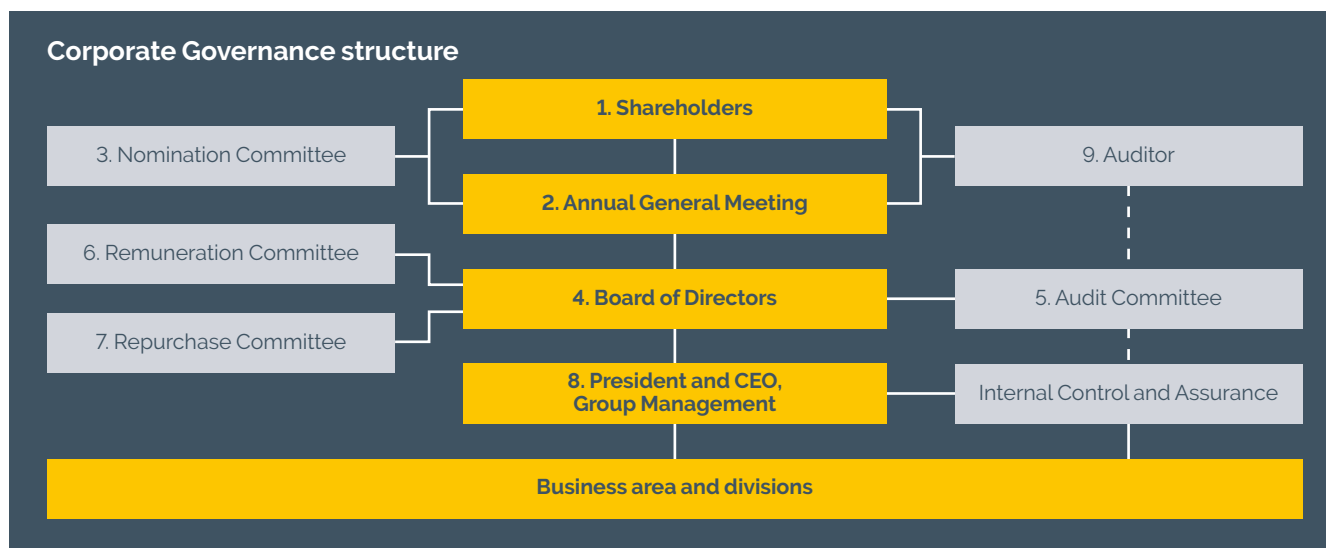 Corporate Governance structure
1. Shareholders
3. Nomination Committee
9. Auditor
2. Annual General Meeting
6. Remuneration Committee
4. Board of Directors
5. Audit Committee
7. Repurchase Committee
8. President and CEO,
Group Management
Internal Control and Assurance
Business area and divisions